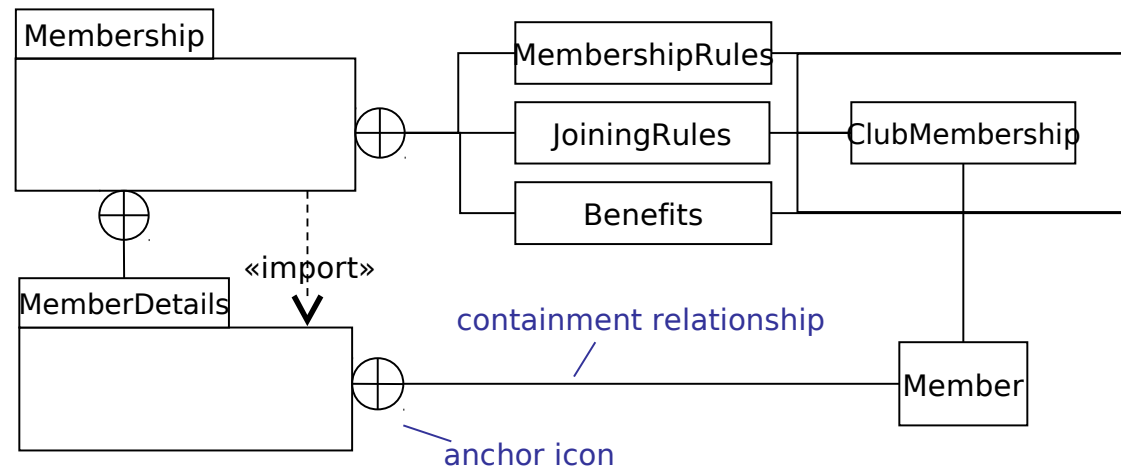 Membership
MembershipRules
JoiningRules
ClubMembership
Benefits
«import»
MemberDetails
containment relationship
Member
anchor icon